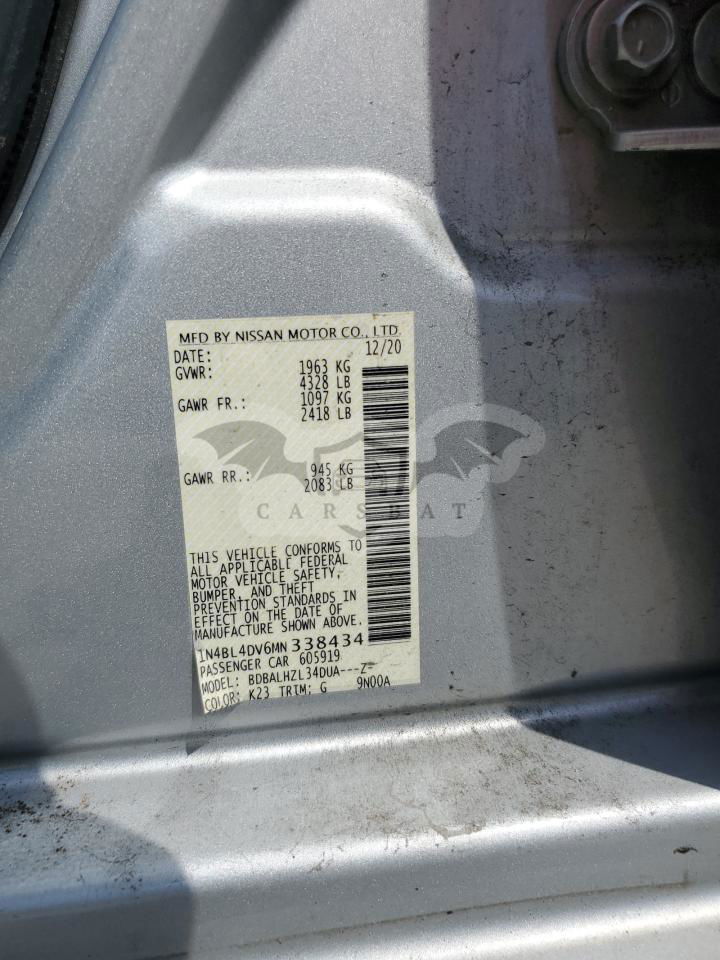 MFD BY NISSAN MOTOR CO., LTD.
DATE: 12/20
GVWR: 1963 KG
4328 LB
GAWR FR.: 1097 KG
2418 LB
GAWR RR.: 945 KG
2083 LB
CARSBAT
THIS VEHICLE CONFORMS TO
ALL APPLICABLE FEDERAL
MOTOR VEHICLE SAFETY,
BUMPER, AND THEFT
PREVENTION STANDARDS IN
EFFECT ON THE DATE OF
MANUFACTURE SHOWN ABOVE.
1N4BL4DV6MN338434
PASSENGER CAR 605919
MODEL: BDBALHZL34DUA---Z-
COLOR: K23 TRIM: G 9N00A